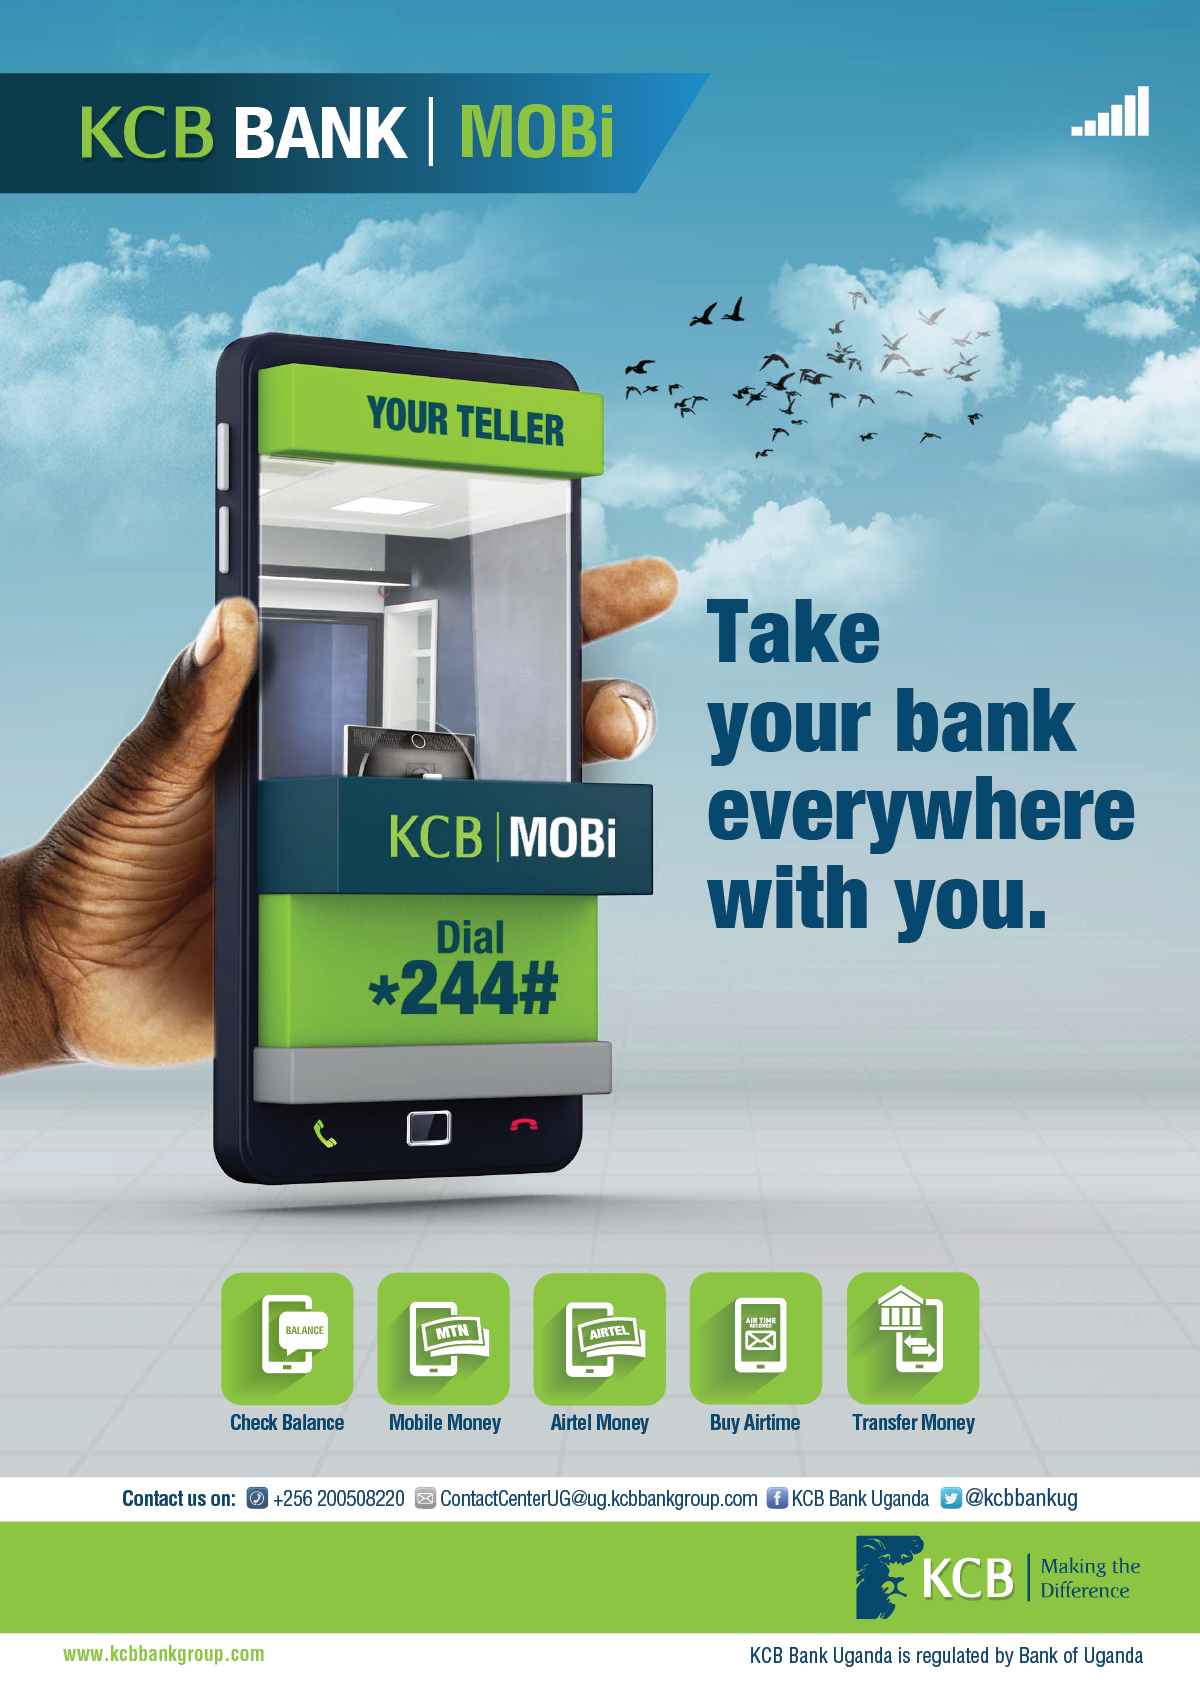 KCB BANK | MOBi
YOUR TELLER
Take
your bank
everywhere
with you.
KCB | MOBi
Dial
*244#
BALANCE
MTN
AIRTEL
AIR TIME
RECEIVED
Check Balance
Mobile Money
Airtel Money
Buy Airtime
Transfer Money
Contact us on: +256 200508220 ContactCenterUG@ug.kcbbankgroup.com KCB Bank Uganda @kcbbankug
KCB | Making the
Difference
www.kcbbankgroup.com
KCB Bank Uganda is regulated by Bank of Uganda